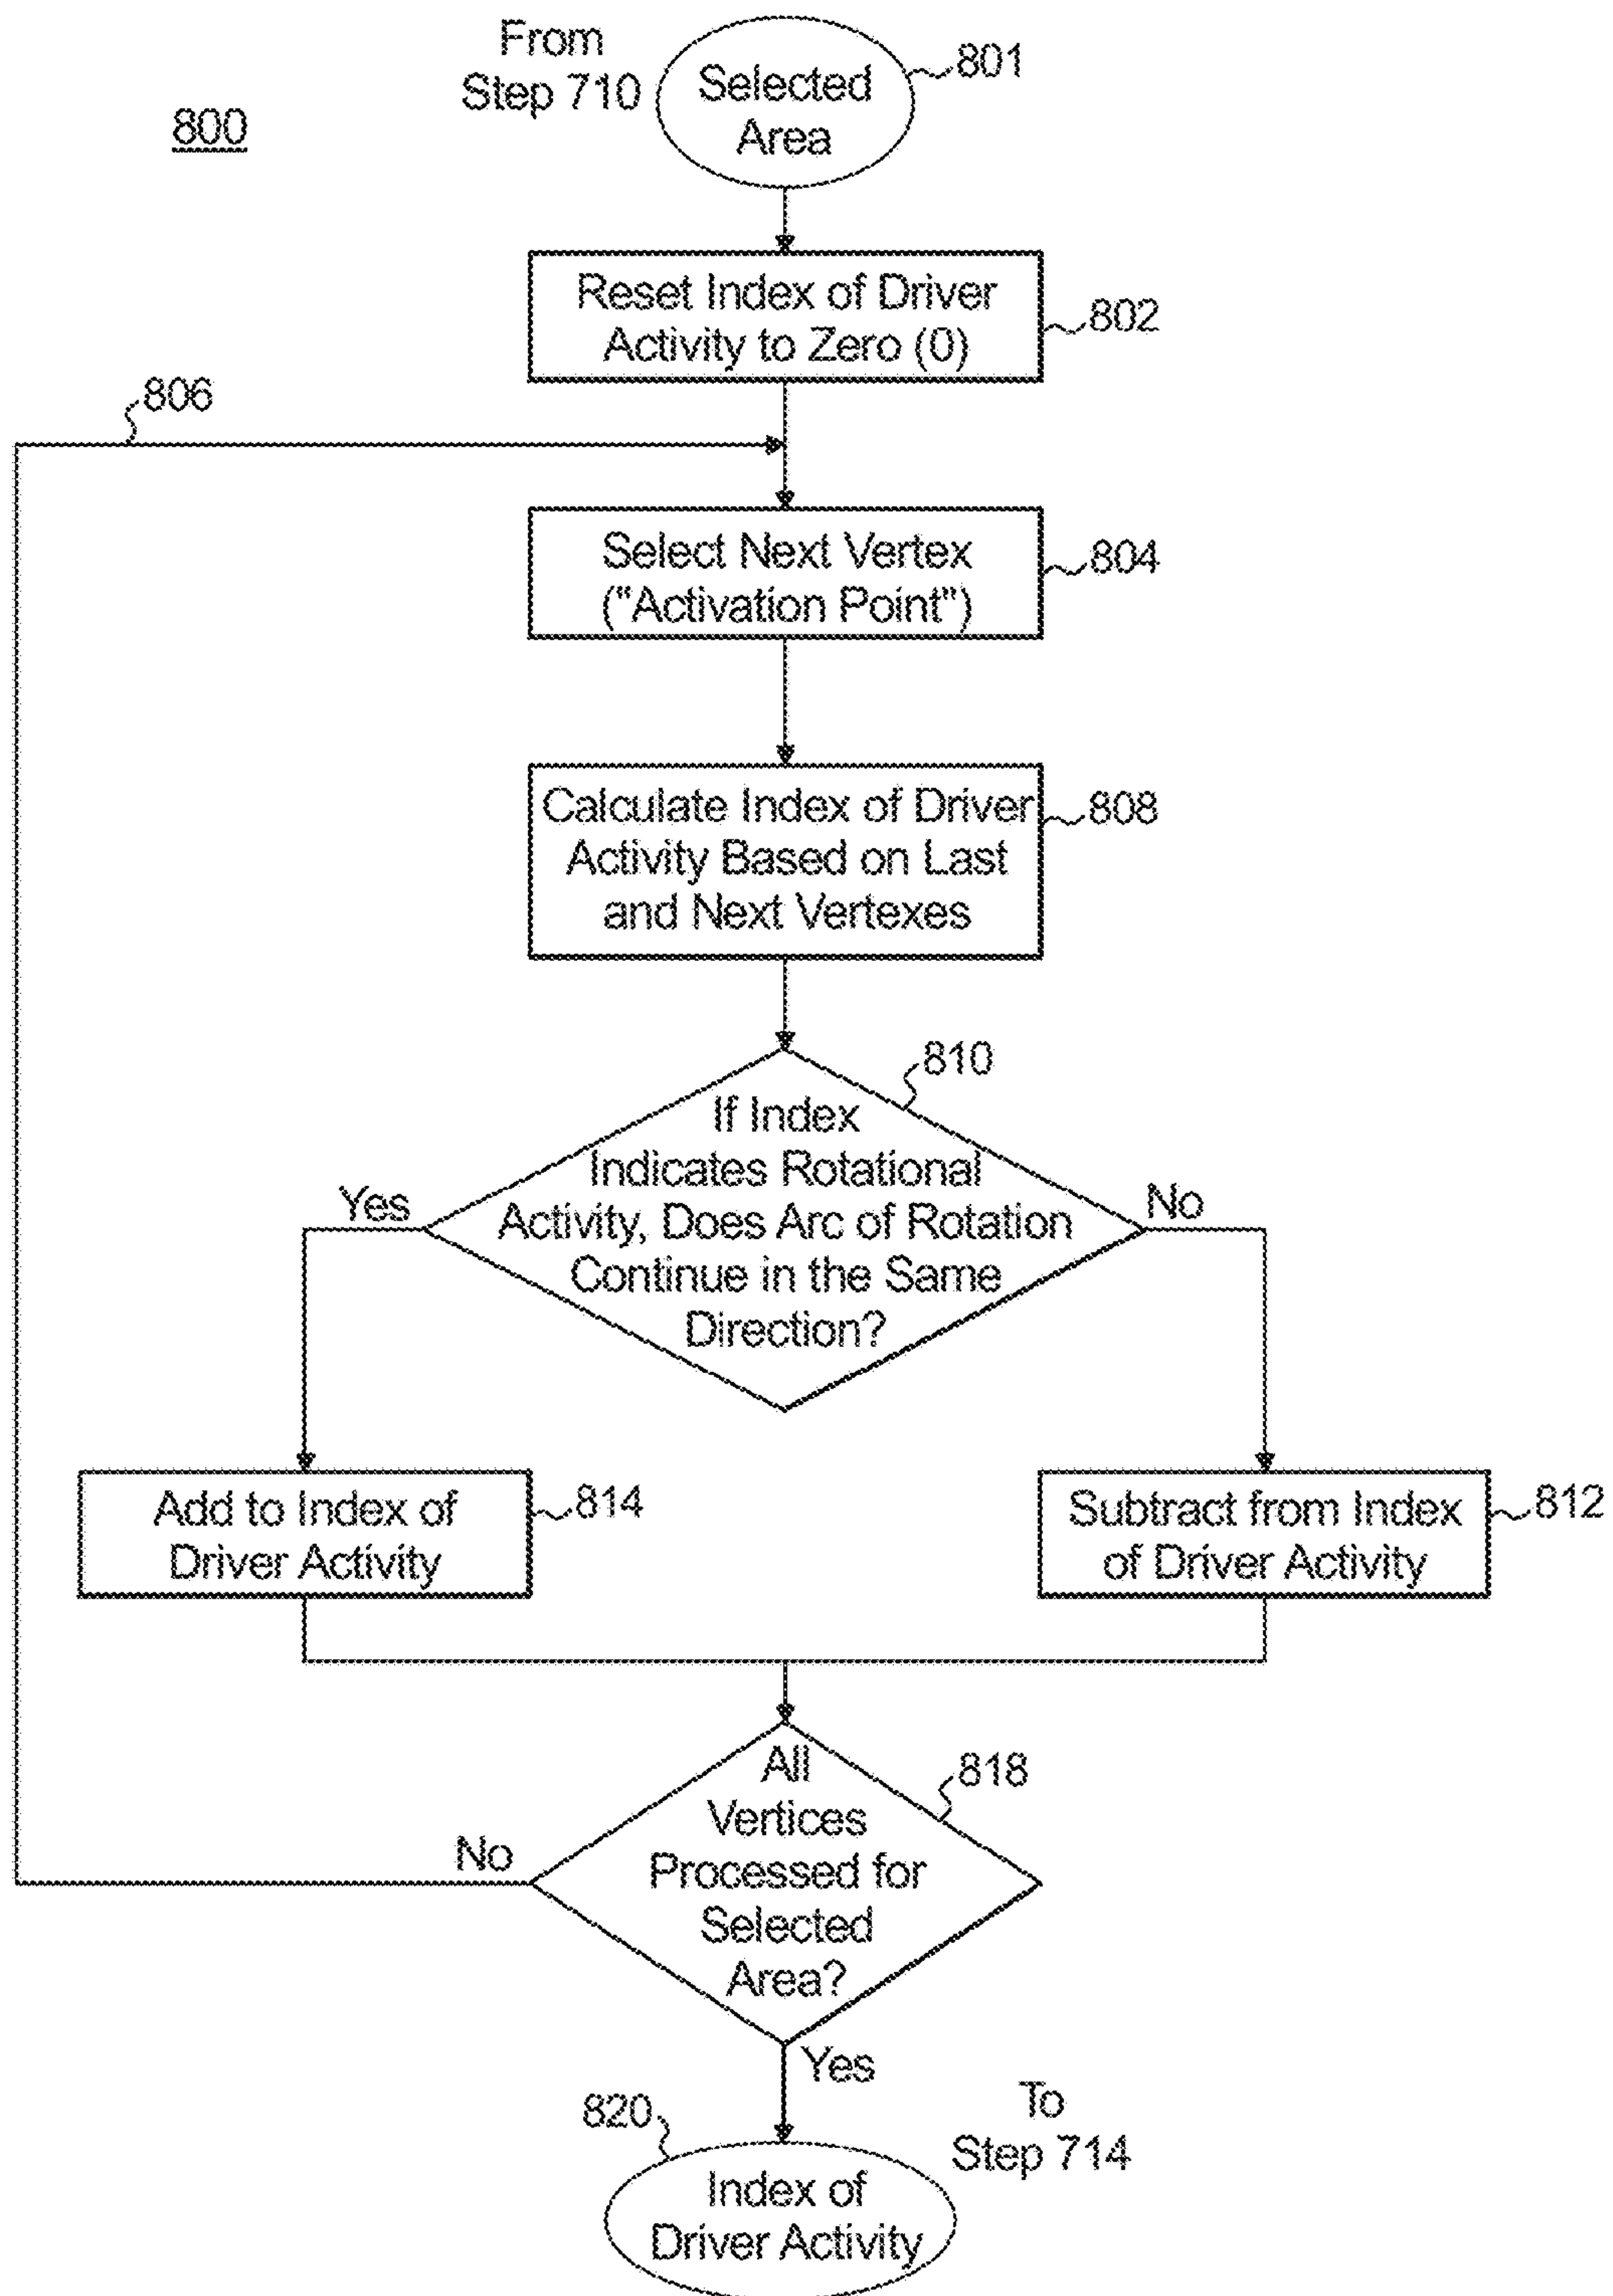 From
Step 710
Selected
Area
801
800
Reset Index of Driver
Activity to Zero (0)
802
806
Select Next Vertex
("Activation Point")
804
Calculate Index of Driver
Activity Based on Last
and Next Vertexes
808
810
If Index
Indicates Rotational
Activity, Does Arc of Rotation
Continue in the Same
Direction?
Yes
No
Add to Index of
Driver Activity
814
Subtract from Index
of Driver Activity
812
All
Vertices
Processed for
Selected
Area?
818
No
Yes
820
To
Step 714
Index of
Driver Activity